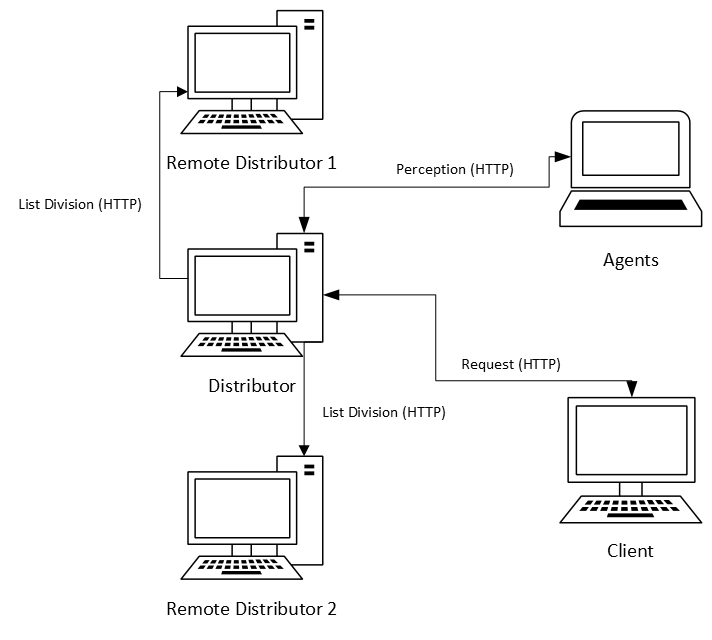 Remote Distributor 1
Perception (HTTP)
List Division (HTTP)
Agents
Request (HTTP)
Distributor
List Division (HTTP)
Client
Remote Distributor 2